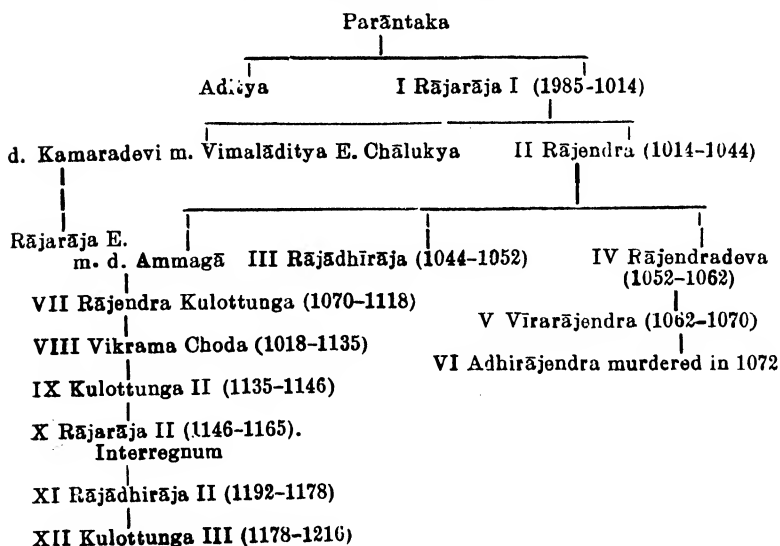 Parāntaka
Aditya I Rājarāja I (1985-1014)
d. Kamaradevi m. Vimalāditya E. Chālukya II Rājendra (1014-1044)
Rājarāja E.
m. d. Ammagā III Rājādhīrāja (1044-1052) IV Rājendradeva
(1052-1062)
VII Rājendra Kulottunga (1070-1118)
V Vīrarājendra (1062-1070)
VIII Vikrama Choda (1018-1135)
VI Adhirājendra murdered in 1072
IX Kulottunga II (1135-1146)
X Rājarāja II (1146-1165).
Interregnum
XI Rājādhirāja II (1192-1178)
XII Kulottunga III (1178-1216)